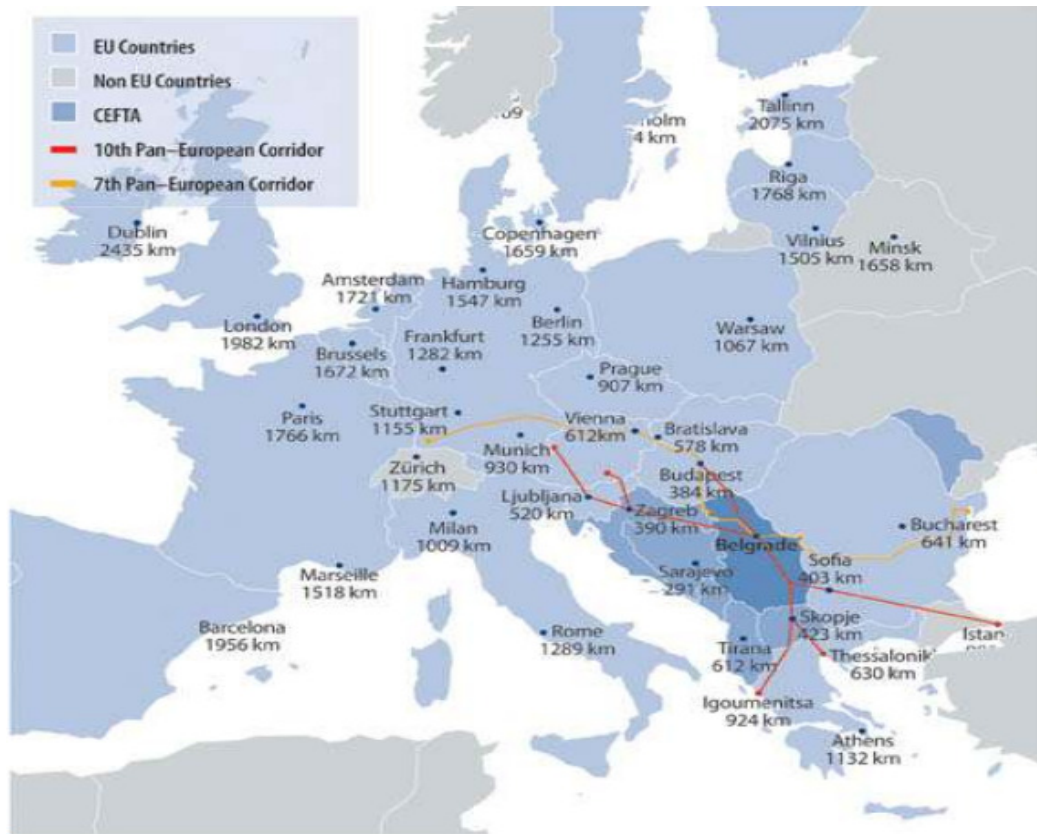 EU Countries
Non EU Countries
CEFTA
10th Pan-European Corridor
7th Pan-European Corridor
Tallinn
2075 km
Riga
1768 km
Dublin
2435 km
Copenhagen
1659 km
Vilnius
1505 km
Minsk
1658 km
Amsterdam
1721 km
Hamburg
1547 km
London
1982 km
Brussels
1672 km
Frankfurt
1282 km
Berlin
1255 km
Warsaw
1067 km
Prague
907 km
Paris
1766 km
Stuttgart
1155 km
Vienna
612km
Bratislava
578 km
Munich
930 km
Zürich
1175 km
Budapest
384 km
Ljubljana
520 km
Zagreb
390 km
Milan
1009 km
Belgrade
Bucharest
641 km
Sofia
403 km
Marseille
1518 km
Sarajevo
291 km
Skopje
423 km
Barcelona
1956 km
Rome
1289 km
Tirana
612 km
Istan
Thessalonik
630 km
Igoumenitsa
924 km
Athens
1132 km